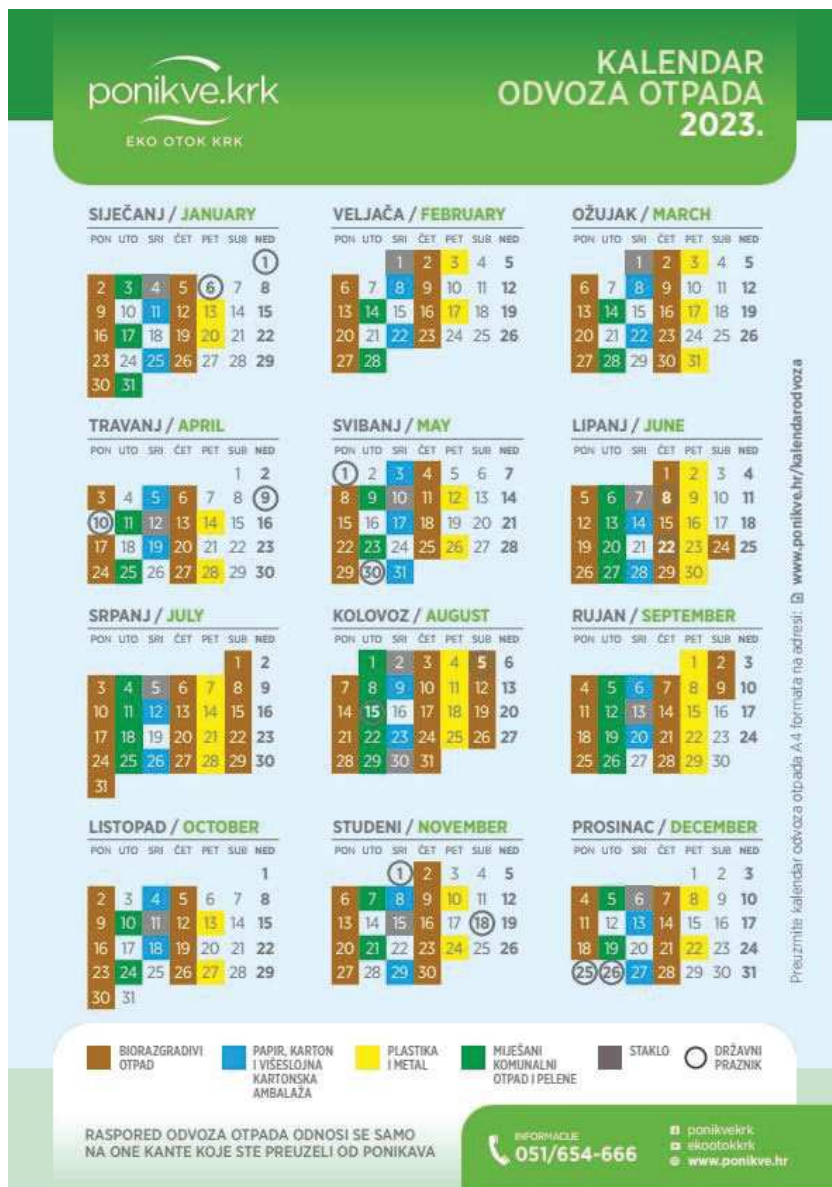 ponikve.krk
EKO OTOK KRK
KALENDAR
ODVOZA OTPADA
2023.
SIJEČANJ / JANUARY
PON UTO SRI ČET PET SUB NED
1
2 3 4 5 6 7 8
9 10 11 12 13 14 15
16 17 18 19 20 21 22
23 24 25 26 27 28 29
30 31
VELJAČA / FEBRUARY
PON UTO SRI ČET PET SUB NED
1 2 3 4 5
6 7 8 9 10 11 12
13 14 15 16 17 18 19
20 21 22 23 24 25 26
27 28
OŽUJAK / MARCH
PON UTO SRI ČET PET SUB NED
1 2 3 4 5
6 7 8 9 10 11 12
13 14 15 16 17 18 19
20 21 22 23 24 25 26
27 28 29 30 31
TRAVANJ / APRIL
PON UTO SRI ČET PET SUB NED
1 2
3 4 5 6 7 8 9
10 11 12 13 14 15 16
17 18 19 20 21 22 23
24 25 26 27 28 29 30
SVIBANJ / MAY
PON UTO SRI ČET PET SUB NED
1 2 3 4 5 6 7
8 9 10 11 12 13 14
15 16 17 18 19 20 21
22 23 24 25 26 27 28
29 30 31
LIPANJ / JUNE
PON UTO SRI ČET PET SUB NED
1 2 3 4
5 6 7 8 9 10 11
12 13 14 15 16 17 18
19 20 21 22 23 24 25
26 27 28 29 30
SRPANJ / JULY
PON UTO SRI ČET PET SUB NED
1 2
3 4 5 6 7 8 9
10 11 12 13 14 15 16
17 18 19 20 21 22 23
24 25 26 27 28 29 30
31
KOLOVOZ / AUGUST
PON UTO SRI ČET PET SUB NED
1 2 3 4 5 6
7 8 9 10 11 12 13
14 15 16 17 18 19 20
21 22 23 24 25 26 27
28 29 30 31
RUJAN / SEPTEMBER
PON UTO SRI ČET PET SUB NED
1 2 3
4 5 6 7 8 9 10
11 12 13 14 15 16 17
18 19 20 21 22 23 24
25 26 27 28 29 30
LISTOPAD / OCTOBER
PON UTO SRI ČET PET SUB NED
1
2 3 4 5 6 7 8
9 10 11 12 13 14 15
16 17 18 19 20 21 22
23 24 25 26 27 28 29
30 31
STUDENI / NOVEMBER
PON UTO SRI ČET PET SUB NED
1 2 3 4 5
6 7 8 9 10 11 12
13 14 15 16 17 18 19
20 21 22 23 24 25 26
27 28 29 30
PROSINAC / DECEMBER
PON UTO SRI ČET PET SUB NED
1 2 3
4 5 6 7 8 9 10
11 12 13 14 15 16 17
18 19 20 21 22 23 24
25 26 27 28 29 30 31
Preuzmite kalendar odvoza otpada A4 formata na adresi: www.ponikve.hr/kalendarodvoza
BIORAZGRADIVI
OTPAD
PAPIR, KARTON
I VIŠESLOJNA
KARTONSKA
AMBALAŽA
PLASTIKA
I METAL
MIJEŠANI
KOMUNALNI
OTPAD I PELENE
STAKLO
DRŽAVNI
PRAZNIK
RASPORED ODVOZA OTPADA ODNOSI SE SAMO
NA ONE KANTE KOJE STE PREUZELI OD PONIKAVA
INFORMACIJE
051/654-666
ponikvekrk
ekootokkrk
www.ponikve.hr